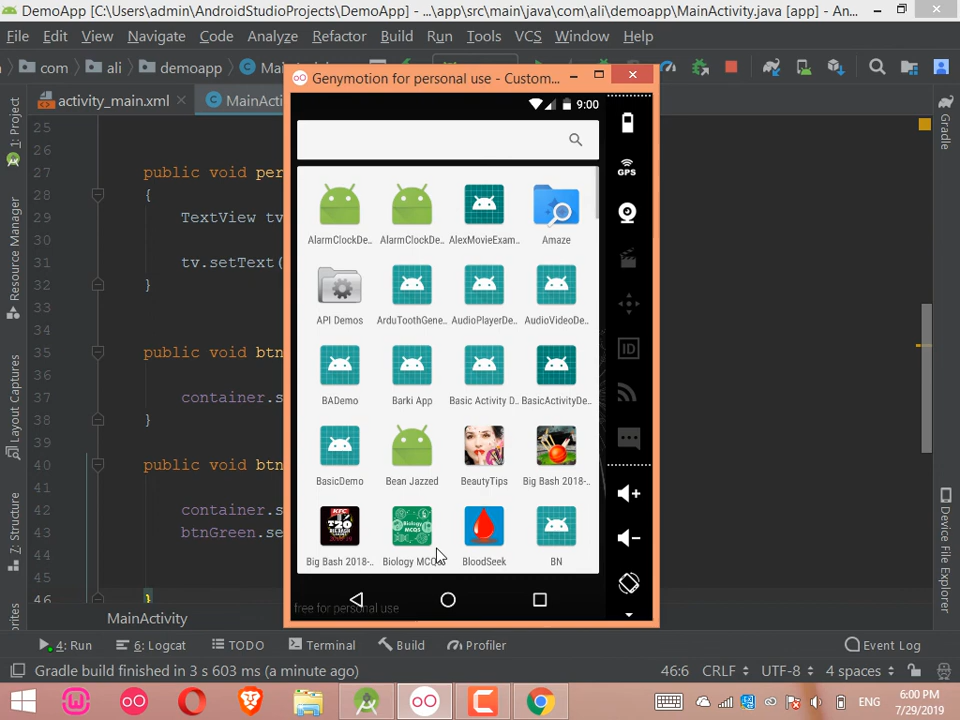 DemoApp [C:\Users\admin\AndroidStudioProjects\DemoApp] - ...\app\src\main\java\com\ali\demoapp\MainActivity.java [app] - An...
File Edit View Navigate Code Analyze Refactor Build Run Tools VCS Window Help
com ali demoapp
Genymotion for personal use - Custom...
activity_main.xml
MainActi
9:00
1: Project
Resource Manager
Layout Captures
7: Structure
Gradle
Device File Explorer
25
26
27 public void per
28 {
29 TextView tv
30
31 tv.setText(
32 }
33
34
35 public void btn
36
37 container.s
38 }
39
40 public void btn
41
42 container.s
43 btnGreen.se
44
45
46 }
AlarmClockDe.. AlarmClockDe.. AlexMovieExam.. Amaze
API Demos ArduToothGene.. AudioPlayerDe.. AudioVideoDe..
BADemo Barki App Basic Activity D.. BasicActivityDe..
BasicDemo Bean Jazzed BeautyTips Big Bash 2018-..
KFC
T20
BIG BASH
Biology
MCQS
Big Bash 2018-.. Biology MCQs BloodSeek BN
GPS
ID
free for personal use
MainActivity
4: Run 6: Logcat TODO Terminal Build Profiler Event Log
Gradle build finished in 3 s 603 ms (a minute ago) 46:6 CRLF UTF-8 4 spaces
ENG
6:00 PM
7/29/2019